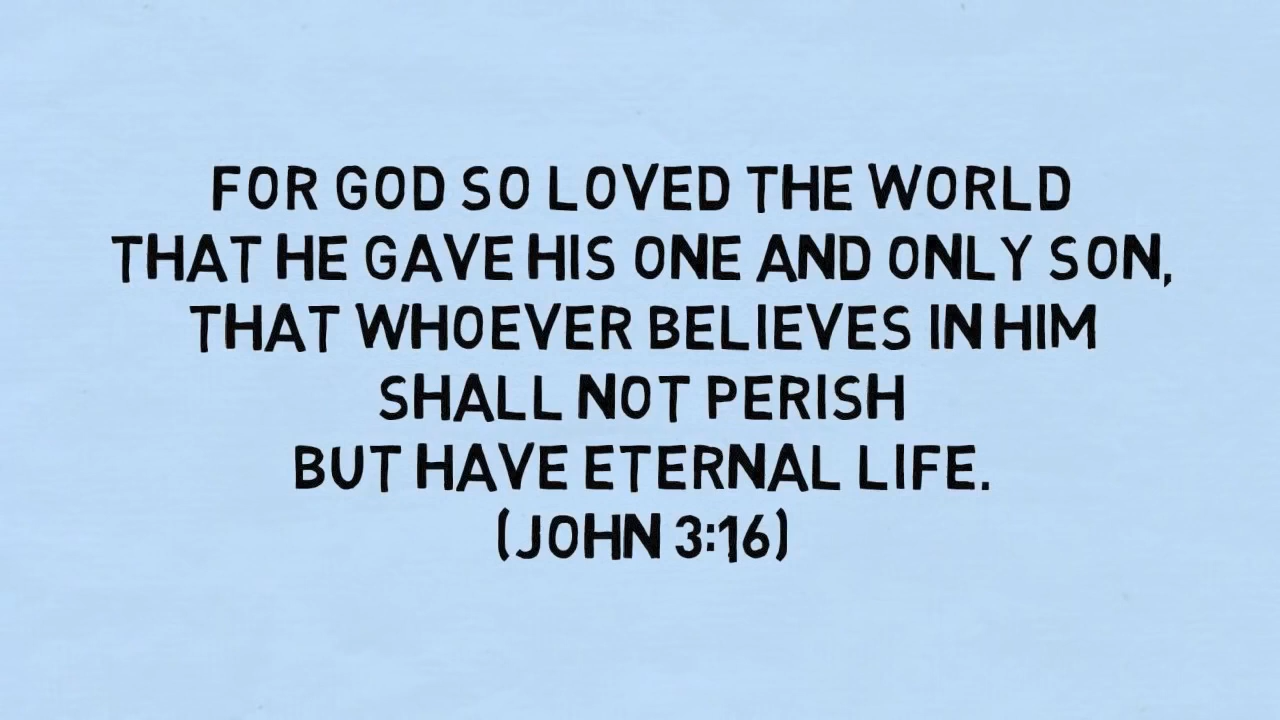 FOR GOD SO LOVED THE WORLD
THAT HE GAVE HIS ONE AND ONLY SON,
THAT WHOEVER BELIEVES IN HIM
SHALL NOT PERISH
BUT HAVE ETERNAL LIFE.
(JOHN 3:16)